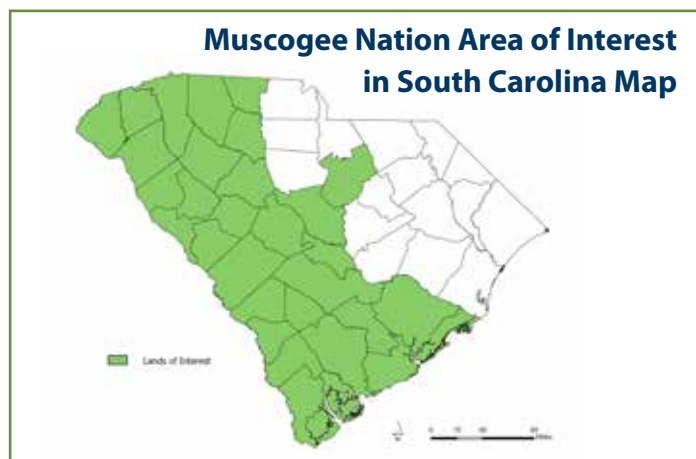 Muscogee Nation Area of Interest
in South Carolina Map
Lands of Interest